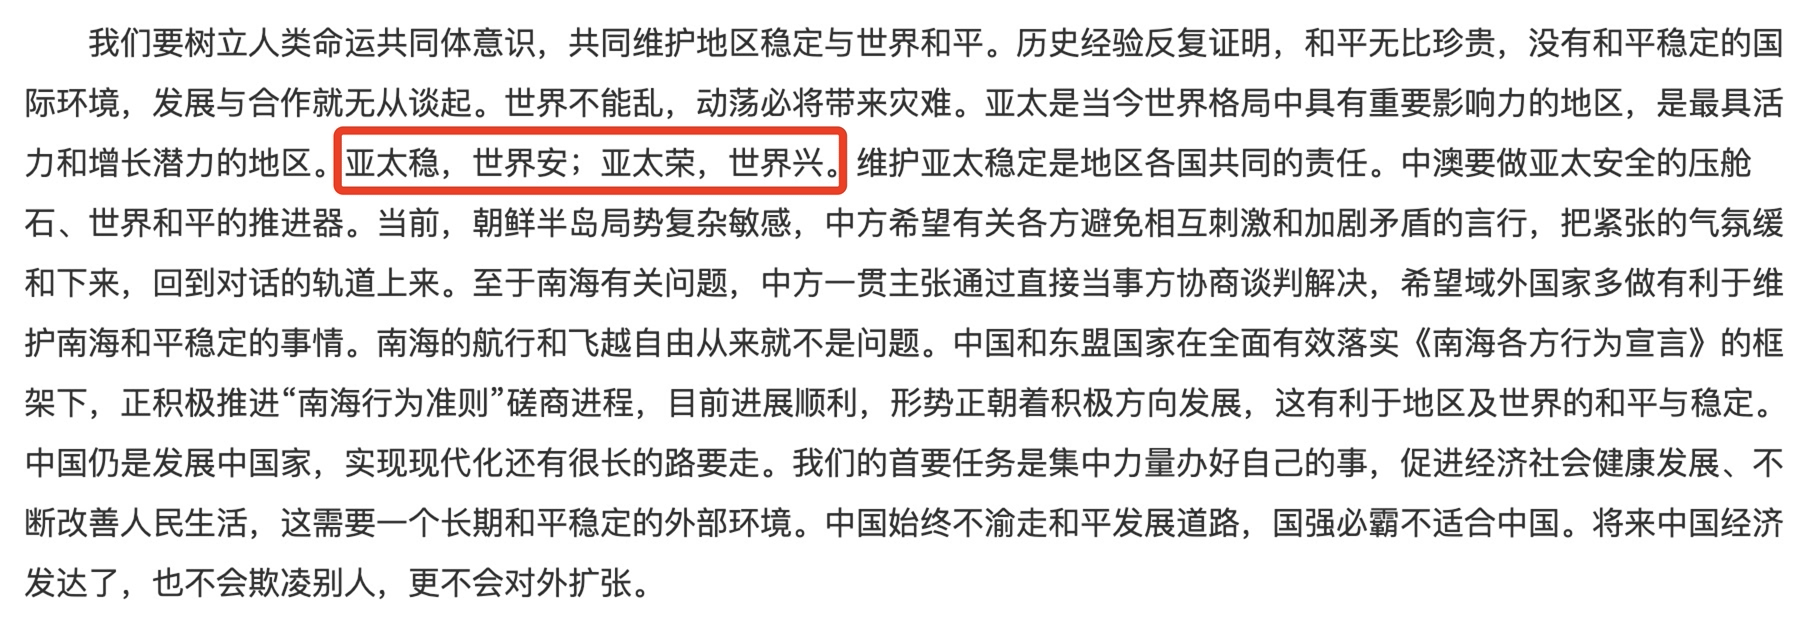 我们要树立人类命运共同体意识，共同维护地区稳定与世界和平。历史经验反复证明，和平无比珍贵，没有和平稳定的国
际环境，发展与合作就无从谈起。世界不能乱，动荡必将带来灾难。亚太是当今世界格局中具有重要影响力的地区，是最具活
力和增长潜力的地区。亚太稳，世界安；亚太荣，世界兴。维护亚太稳定是地区各国共同的责任。中澳要做亚太安全的压舱
石、世界和平的推进器。当前，朝鲜半岛局势复杂敏感，中方希望有关各方避免相互刺激和加剧矛盾的言行，把紧张的气氛缓
和下来，回到对话的轨道上来。至于南海有关问题，中方一贯主张通过直接当事方协商谈判解决，希望域外国家多做有利于维
护南海和平稳定的事情。南海的航行和飞越自由从来就不是问题。中国和东盟国家在全面有效落实《南海各方行为宣言》的框
架下，正积极推进“南海行为准则”磋商进程，目前进展顺利，形势正朝着积极方向发展，这有利于地区及世界的和平与稳定。
中国仍是发展中国家，实现现代化还有很长的路要走。我们的首要任务是集中力量办好自己的事，促进经济社会健康发展、不
断改善人民生活，这需要一个长期和平稳定的外部环境。中国始终不渝走和平发展道路，国强必霸不适合中国。将来中国经济
发达了，也不会欺凌别人，更不会对外扩张。